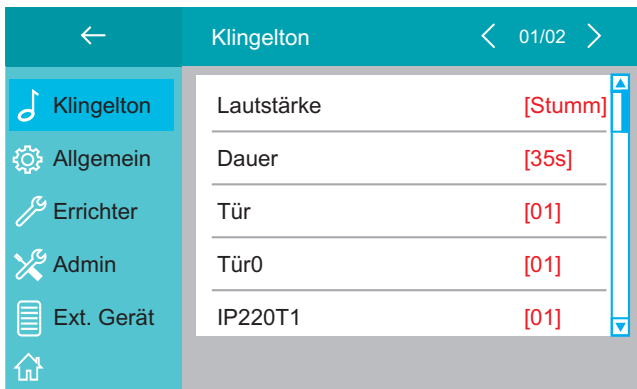 Klingelton 01/02
Klingelton
Allgemein
Errichter
Admin
Ext. Gerät
Lautstärke [Stumm]
Dauer [35s]
Tür [01]
Tür0 [01]
IP220T1 [01]